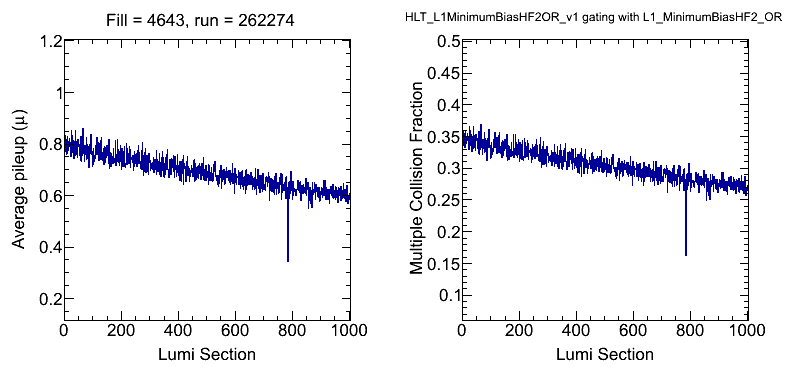 Fill = 4643, run = 262274
Average pileup (μ)
1.2
1
0.8
0.6
0.4
0.2
0 200 400 600 800 1000
Lumi Section
HLT_L1MinimumBiasHF2OR_v1 gating with L1_MinimumBiasHF2_OR
Multiple Collision Fraction
0.5
0.45
0.4
0.35
0.3
0.25
0.2
0.15
0.1
0 200 400 600 800 1000
Lumi Section